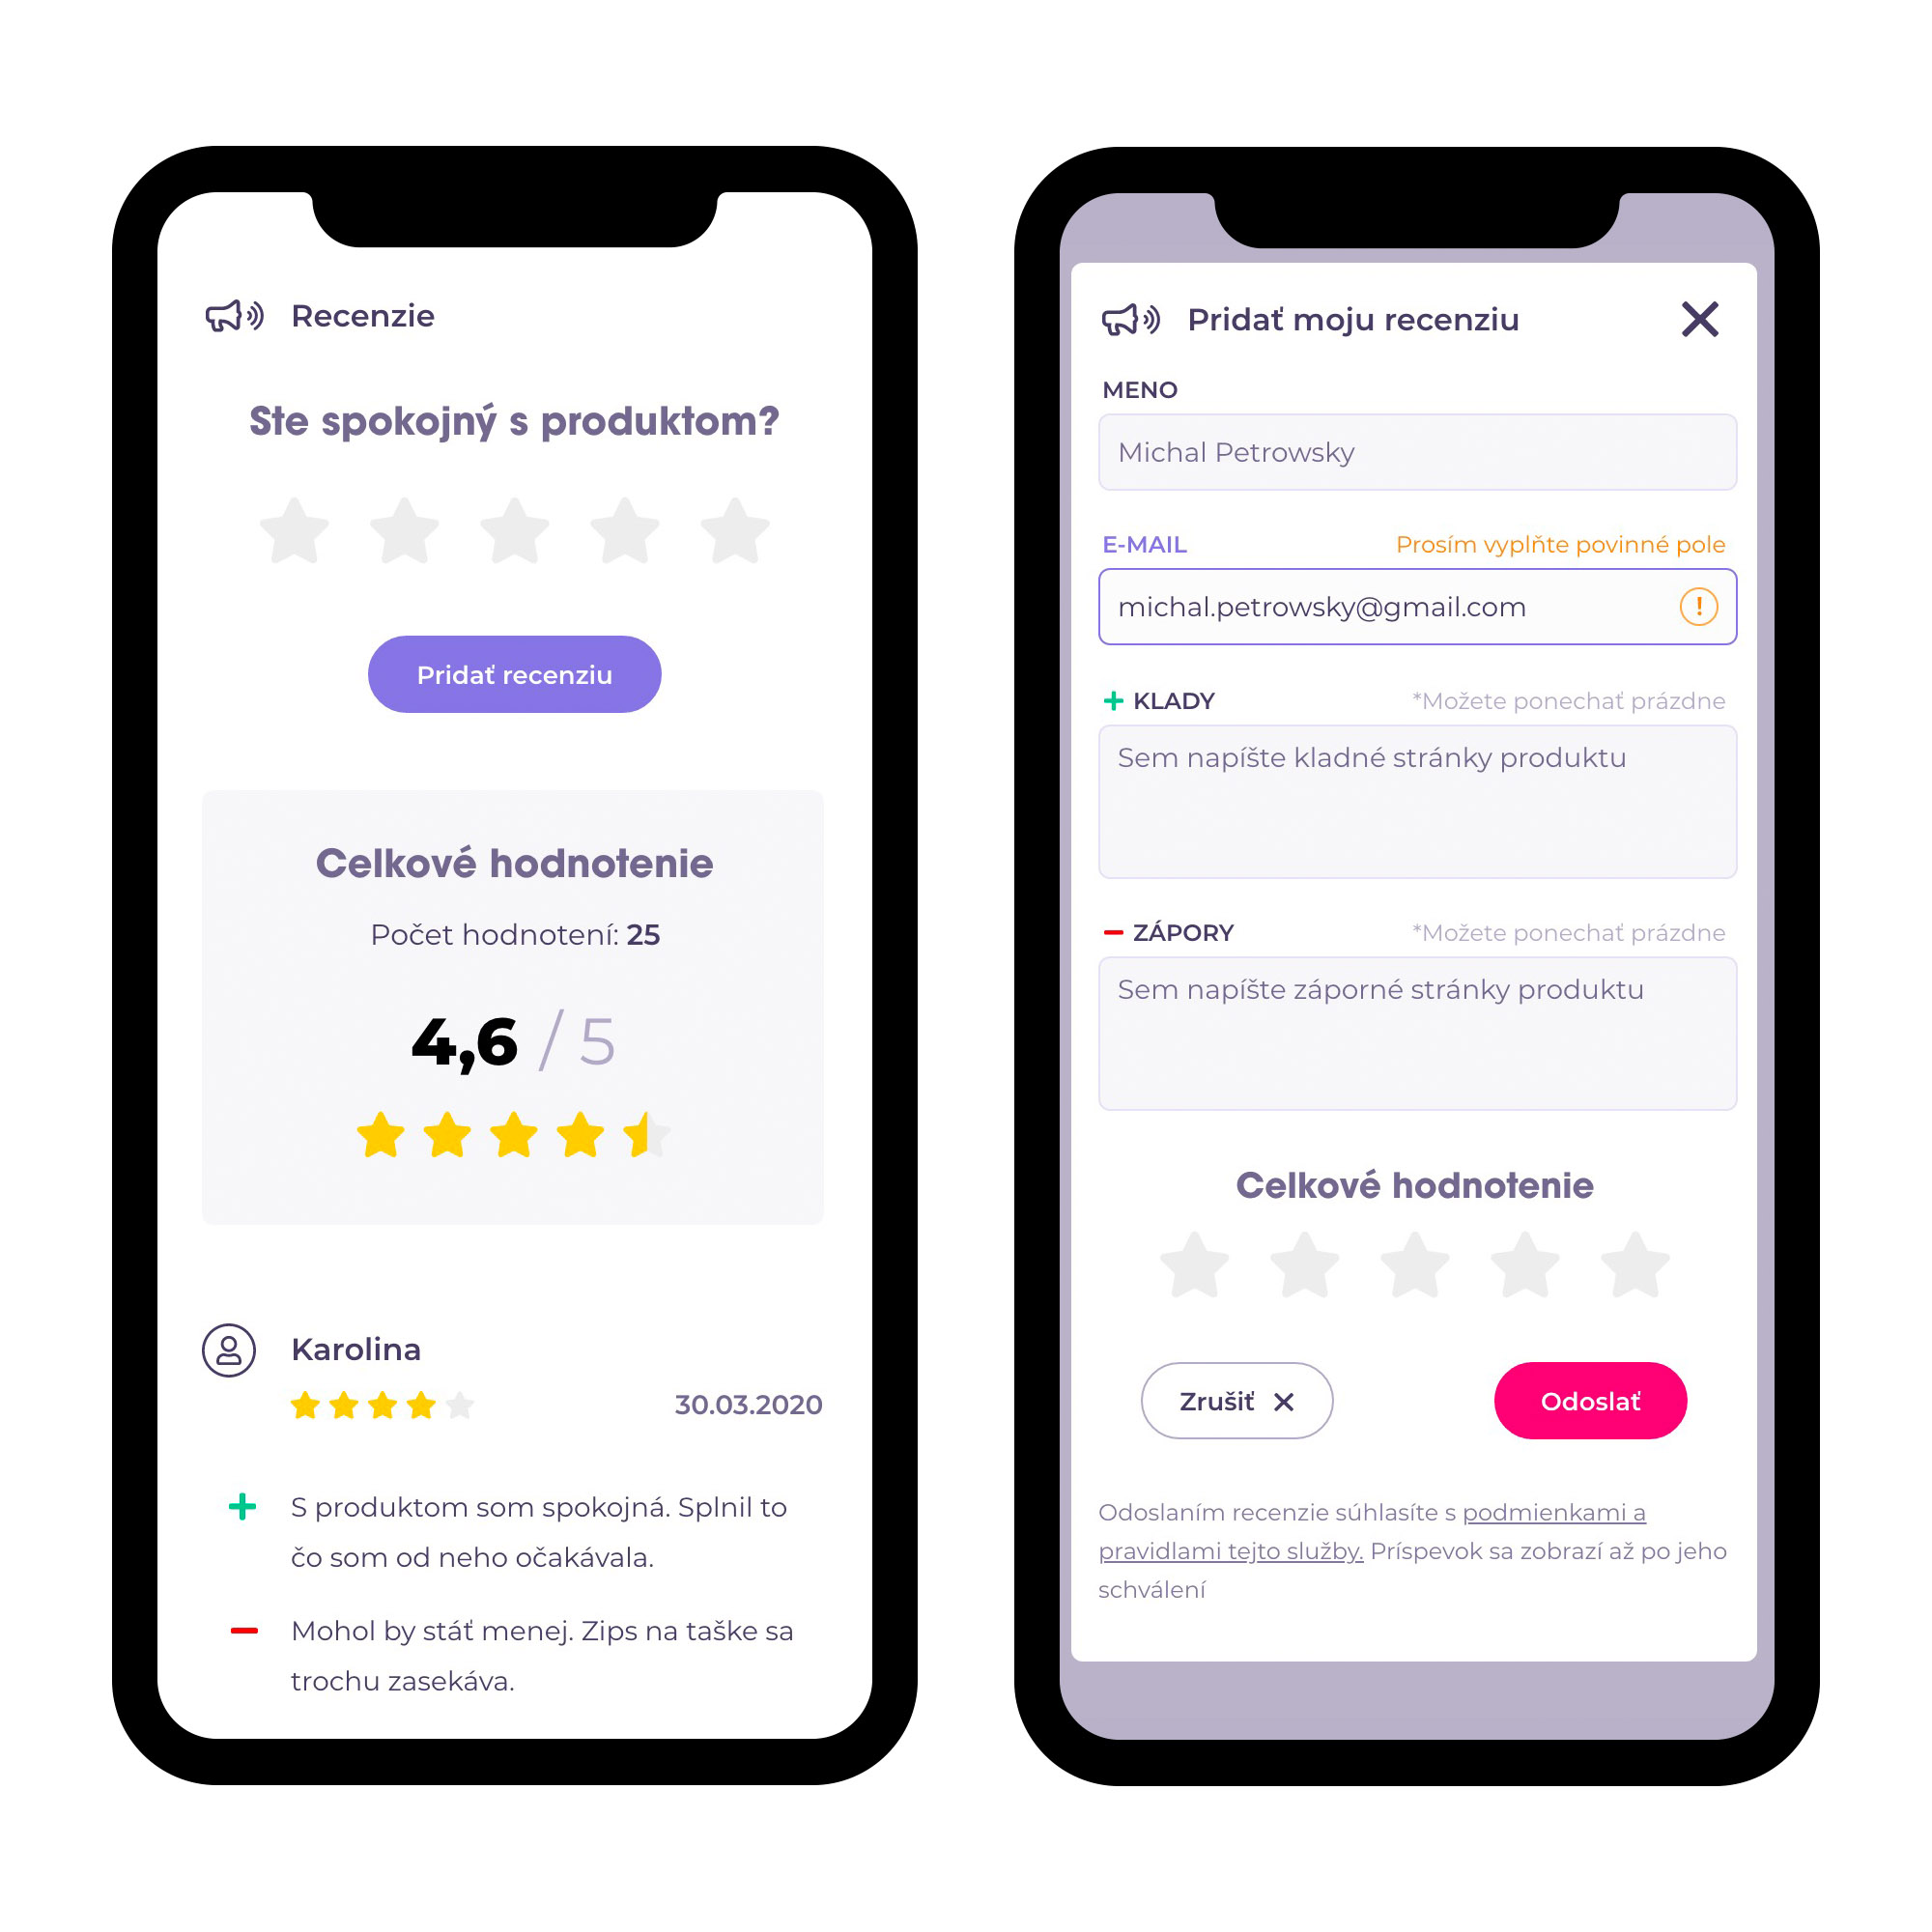 Recenzie
Ste spokojný s produktom?
Pridať recenziu
Celkové hodnotenie
Počet hodnotení: 25
4,6 / 5
Karolina
30.03.2020
S produktom som spokojná. Splnil to
čo som od neho očakávala.
Mohol by stáť menej. Zips na taške sa
trochu zasekáva.
Pridať moju recenziu
MENO
Michal Petrowsky
E-MAIL Prosím vyplňte povinné pole
michal.petrowsky@gmail.com
KLADY *Možete ponechať prázdne
Sem napíšte kladné stránky produktu
ZÁPORY *Možete ponechať prázdne
Sem napíšte záporné stránky produktu
Celkové hodnotenie
Zrušiť Odoslať
Odoslaním recenzie súhlasíte s podmienkami a
pravidlami tejto služby. Príspevok sa zobrazí až po jeho
schválení